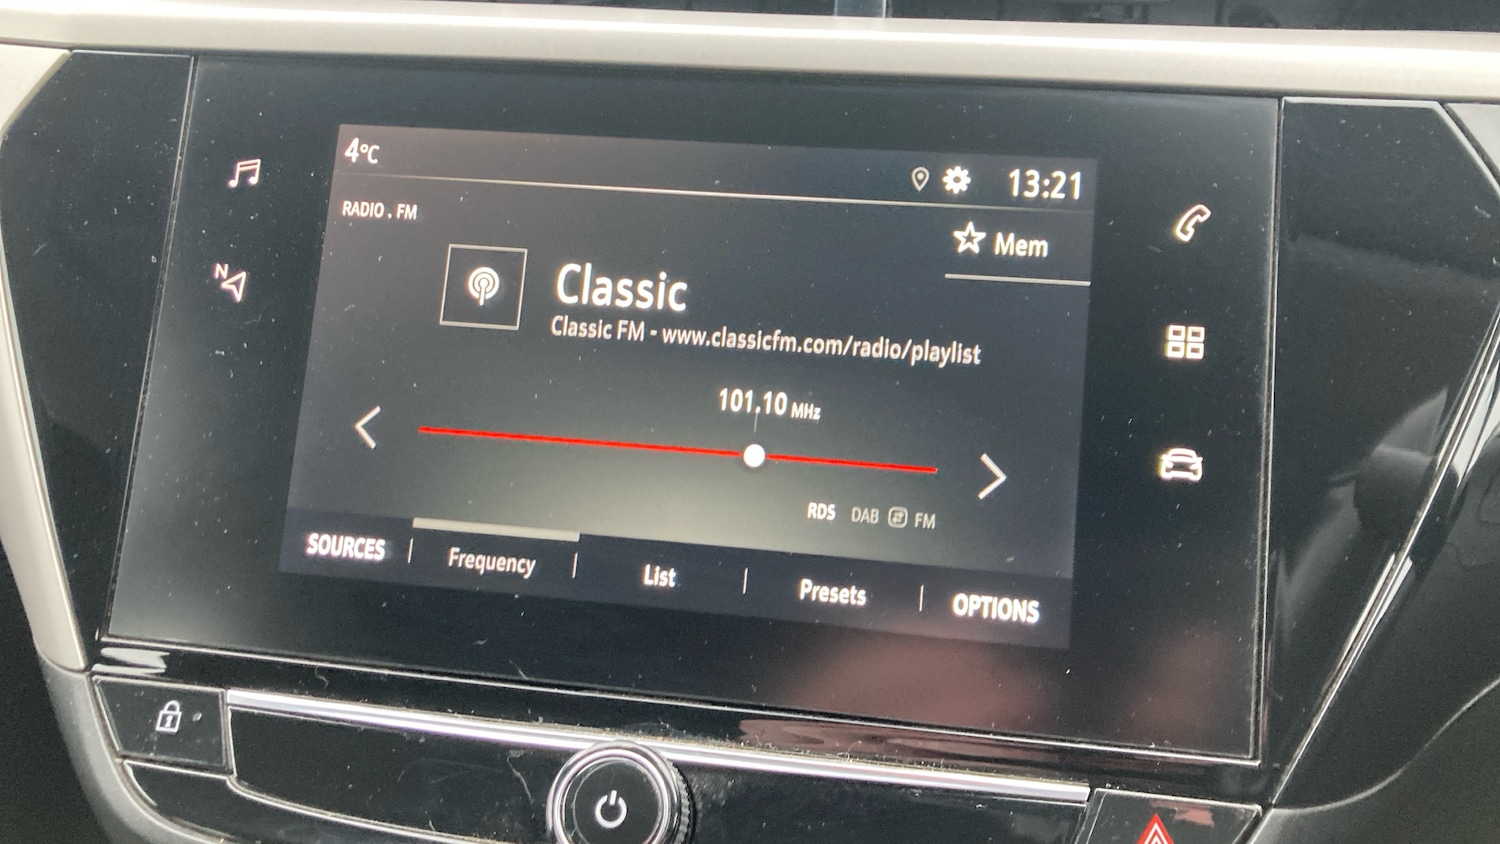 4°C
13:21
RADIO . FM
Mem
N
Classic
Classic FM - www.classicfm.com/radio/playlist
101.10 MHz
RDS DAB FM
SOURCES Frequency List Presets OPTIONS